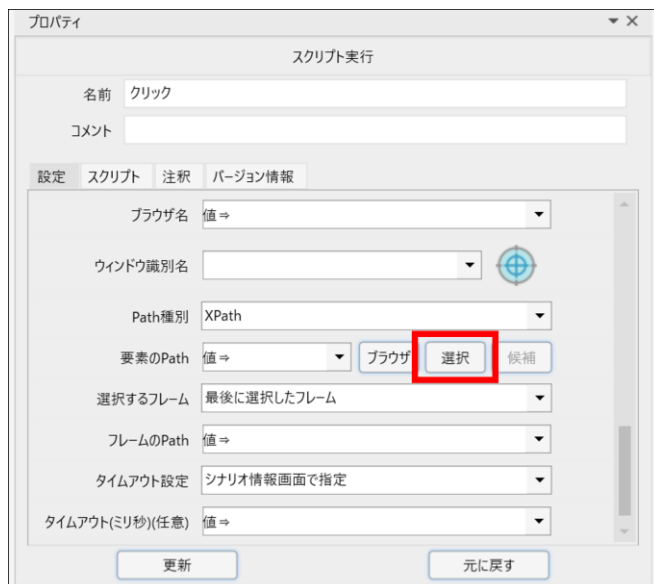 プロパティ
スクリプト実行
名前 クリック
コメント
設定 スクリプト 注釈 バージョン情報
ブラウザ名 値⇒
ウィンドウ識別名
Path種別 XPath
要素のPath 値⇒ ブラウザ 選択 候補
選択するフレーム 最後に選択したフレーム
フレームのPath 値⇒
タイムアウト設定 シナリオ情報画面で指定
タイムアウト(ミリ秒)(任意) 値⇒
更新 元に戻す